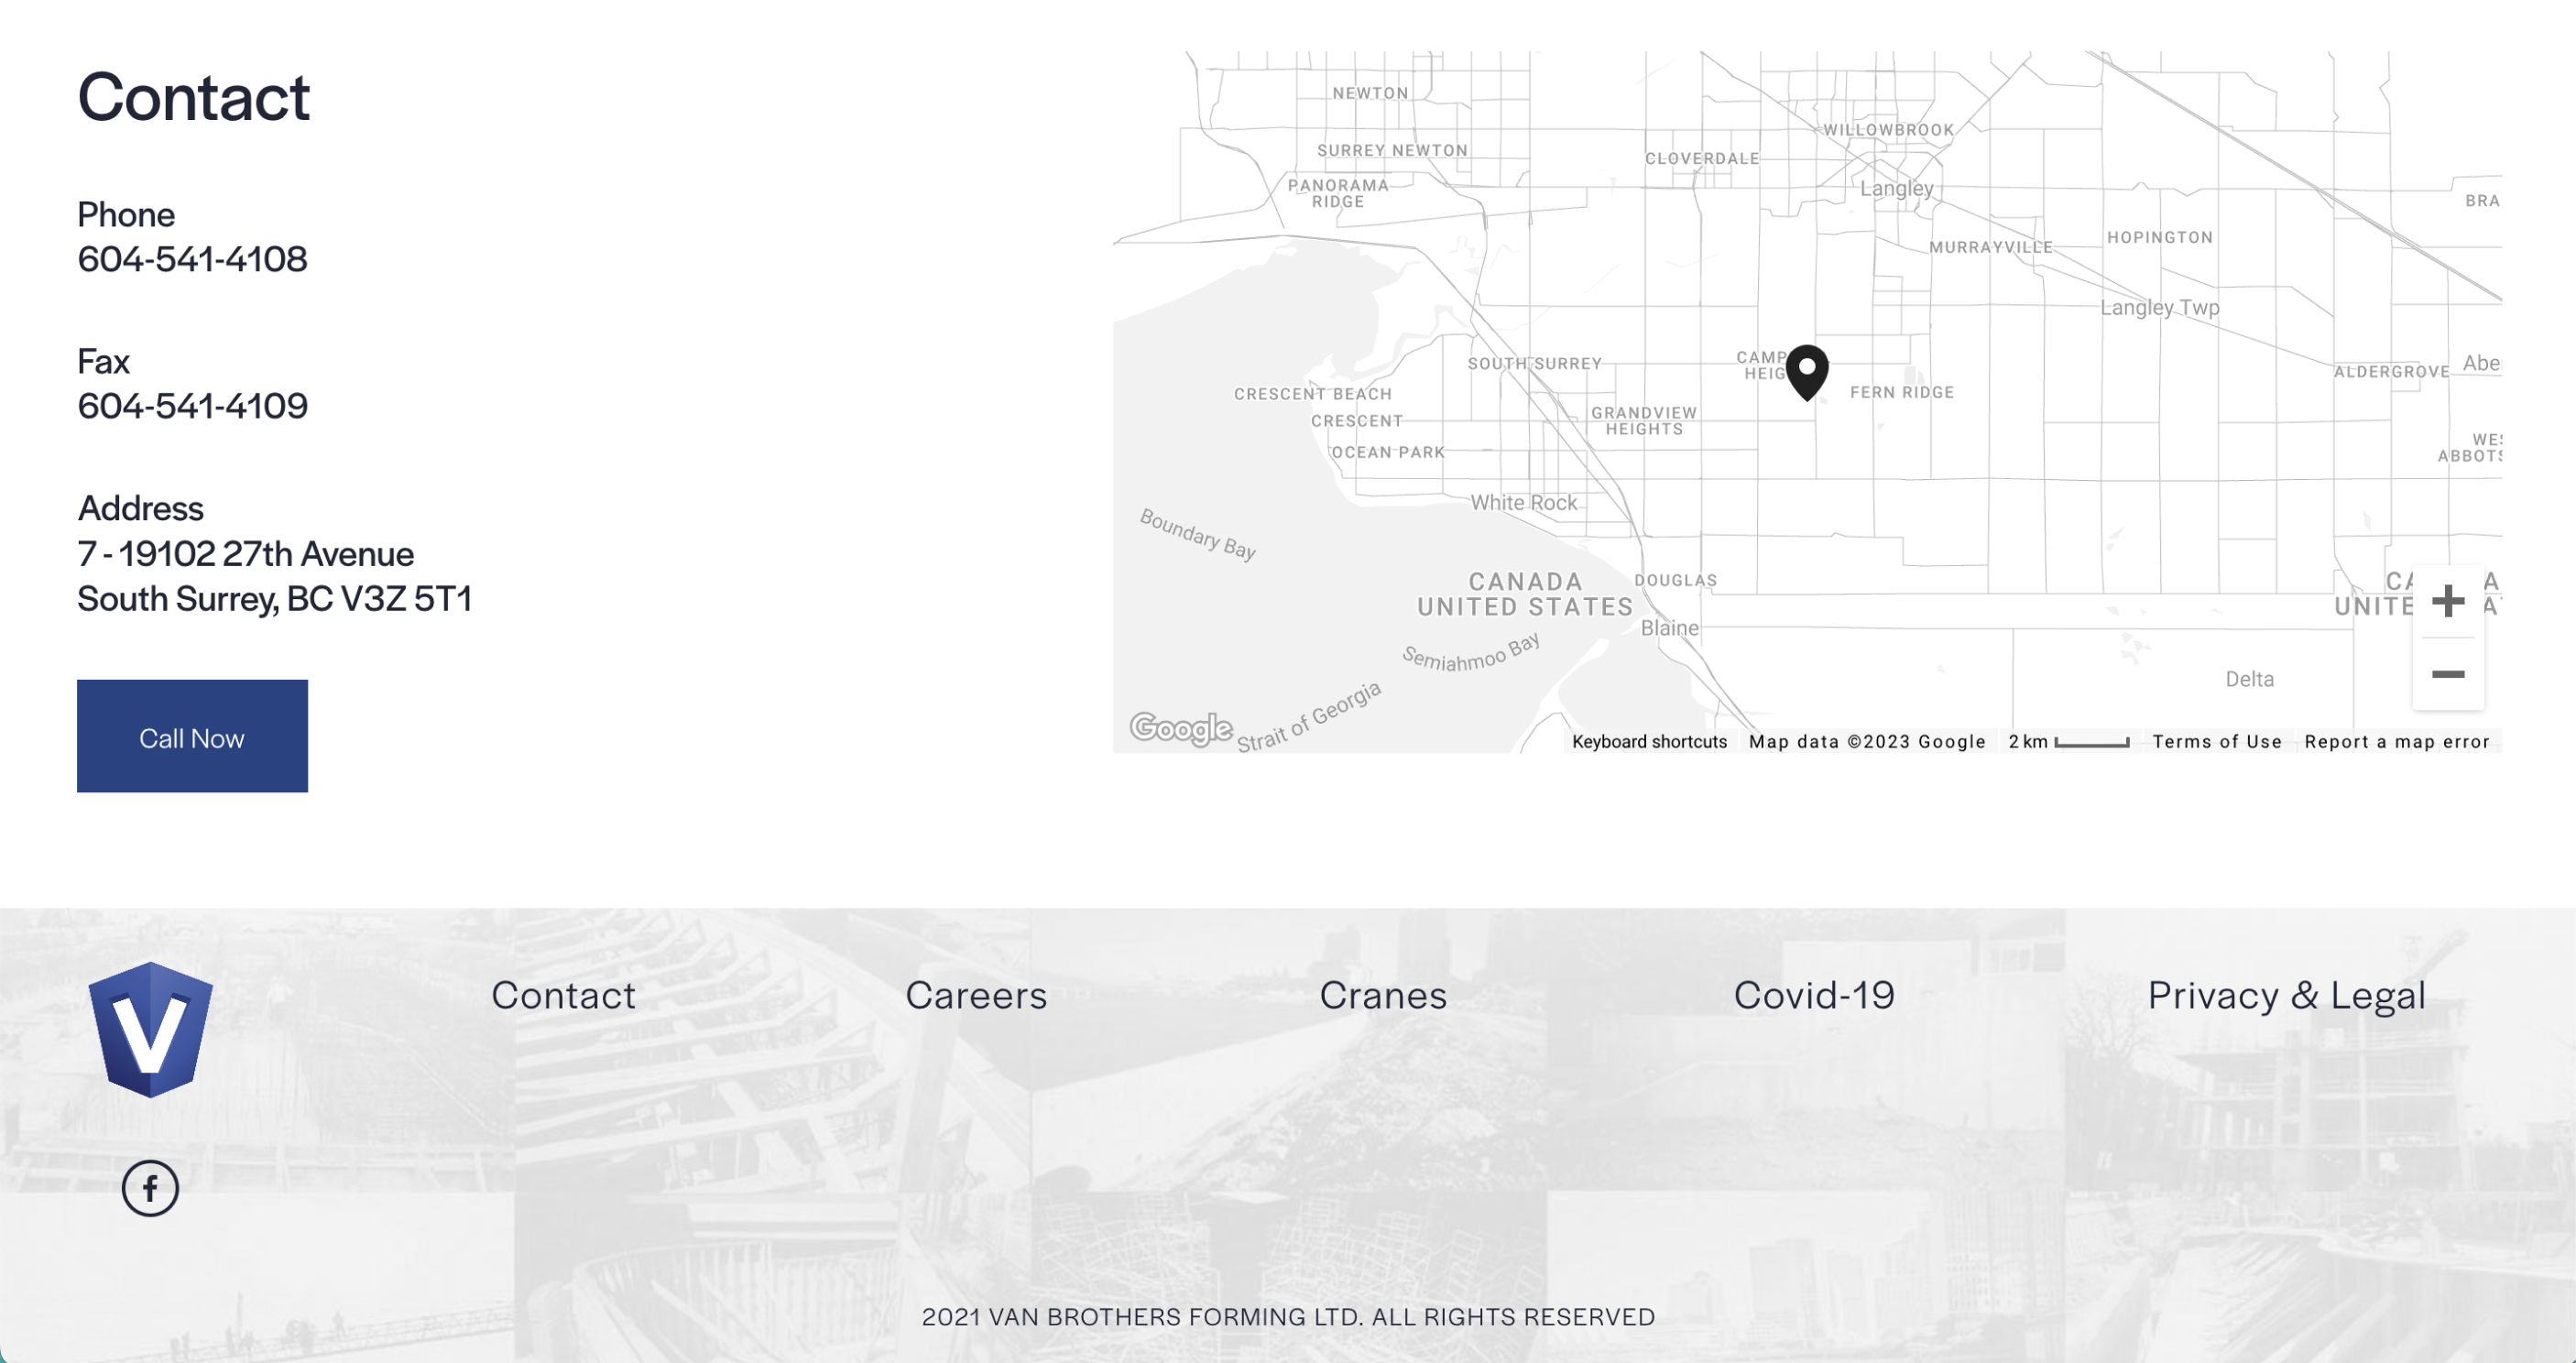 Contact
Phone
604-541-4108
Fax
604-541-4109
Address
7 - 19102 27th Avenue
South Surrey, BC V3Z 5T1
Call Now
NEWTON
SURREY NEWTON
PANORAMA
RIDGE
WILLOWBROOK
CLOVERDALE
Langley
BRA
MURRAYVILLE
HOPINGTON
Langley Twp
SOUTH SURREY
CAMP
HEIG
FERN RIDGE
ALDERGROVE
Abe
CRESCENT BEACH
CRESCENT
OCEAN PARK
GRANDVIEW
HEIGHTS
WES
ABBOTS
White Rock
Boundary Bay
CANADA
UNITED STATES
DOUGLAS
Blaine
Semiahmoo Bay
Strait of Georgia
Delta
CA A
UNITE AT
Google
Keyboard shortcuts
Map data ©2023 Google
2 km
Terms of Use
Report a map error
V
Contact
Careers
Cranes
Covid-19
Privacy & Legal
f
2021 VAN BROTHERS FORMING LTD. ALL RIGHTS RESERVED